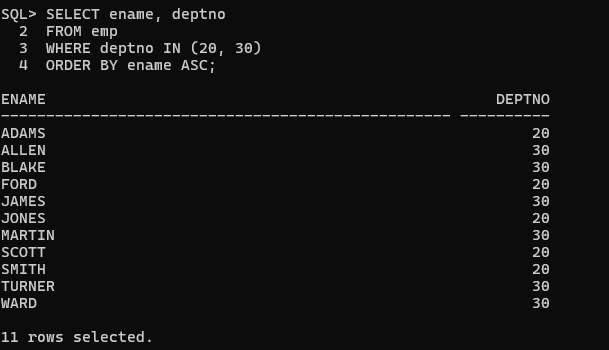 SQL> SELECT ename, deptno
  2  FROM emp
  3  WHERE deptno IN (20, 30)
  4  ORDER BY ename ASC;

ENAME                                                  DEPTNO
-------------------------------------------------- ----------
ADAMS                                                      20
ALLEN                                                      30
BLAKE                                                      30
FORD                                                       20
JAMES                                                      30
JONES                                                      20
MARTIN                                                     30
SCOTT                                                      20
SMITH                                                      20
TURNER                                                     30
WARD                                                       30

11 rows selected.